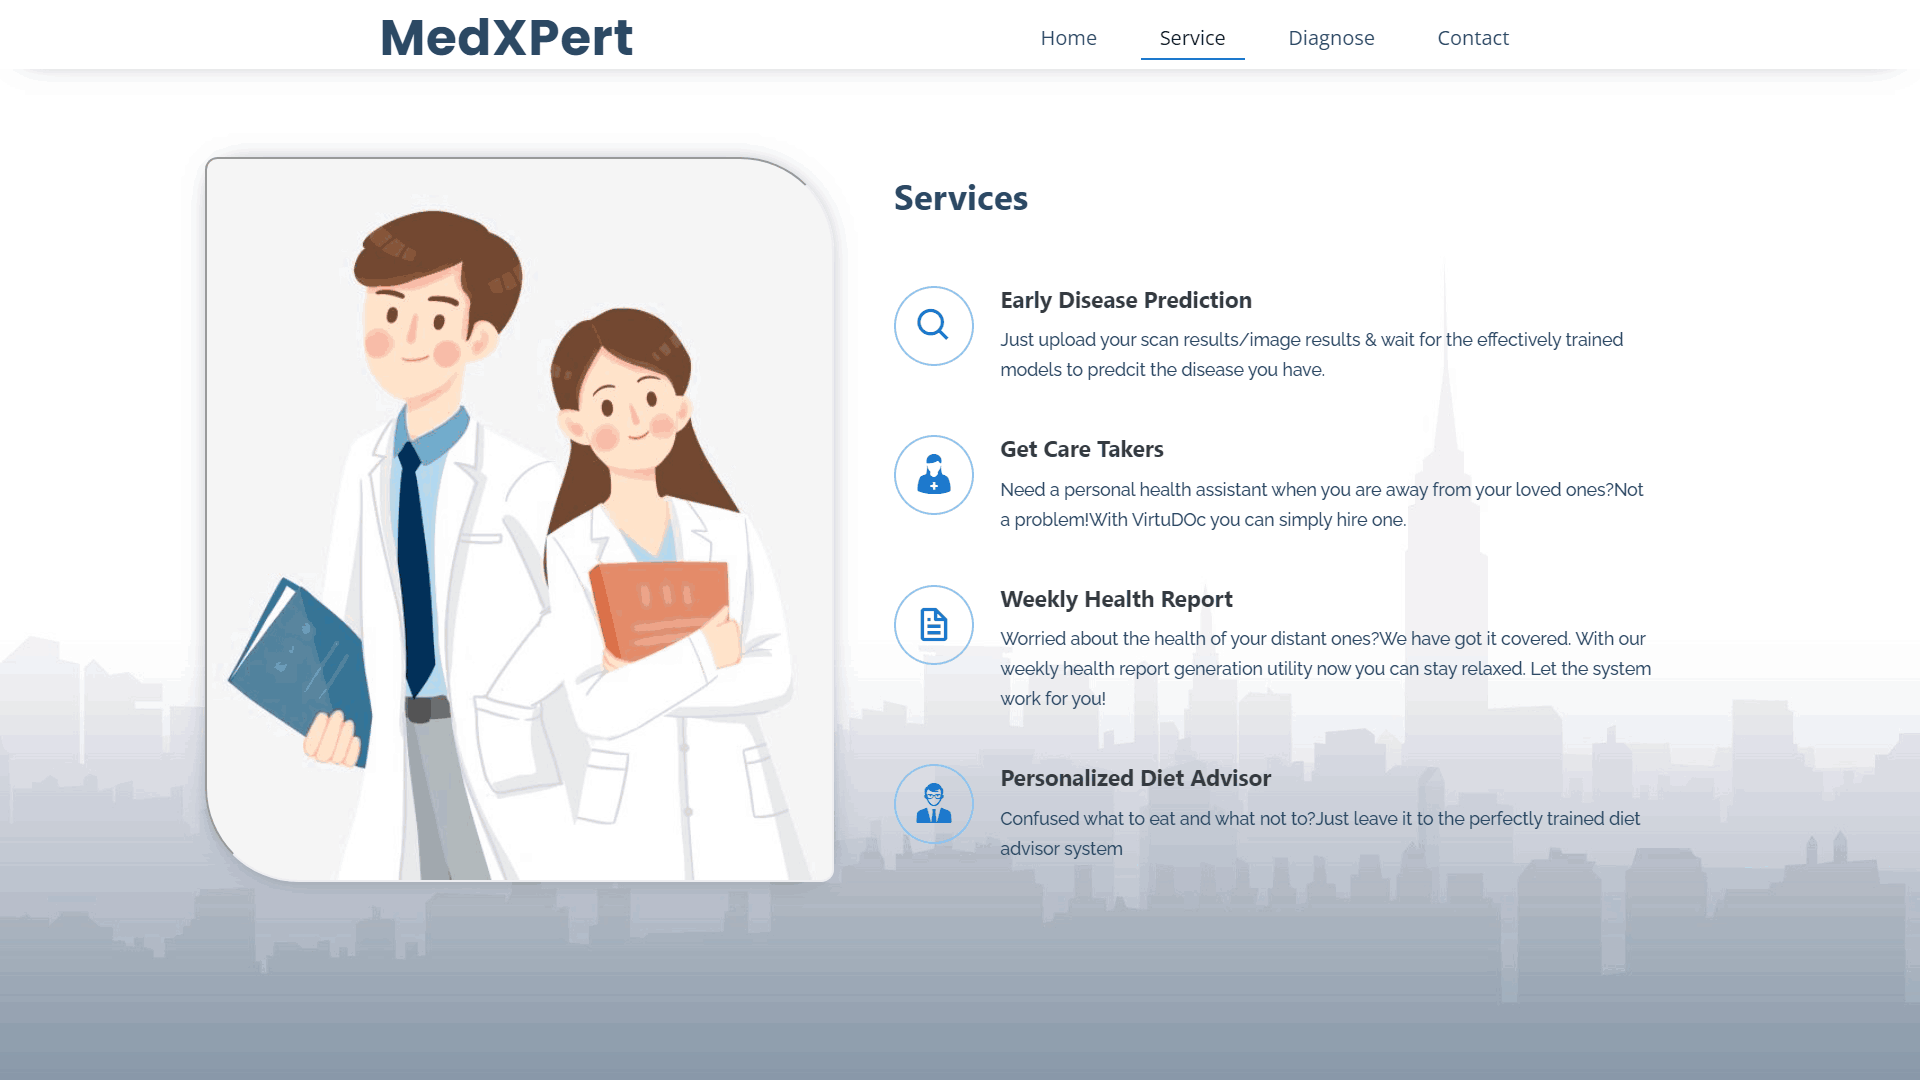 MedXPert
Home Service Diagnose Contact
Services
Early Disease Prediction
Just upload your scan results/image results & wait for the effectively trained
models to predcit the disease you have.
Get Care Takers
Need a personal health assistant when you are away from your loved ones?Not
a problem!With VirtuDOc you can simply hire one.
Weekly Health Report
Worried about the health of your distant ones?We have got it covered. With our
weekly health report generation utility now you can stay relaxed. Let the system
work for you!
Personalized Diet Advisor
Confused what to eat and what not to?Just leave it to the perfectly trained diet
advisor system